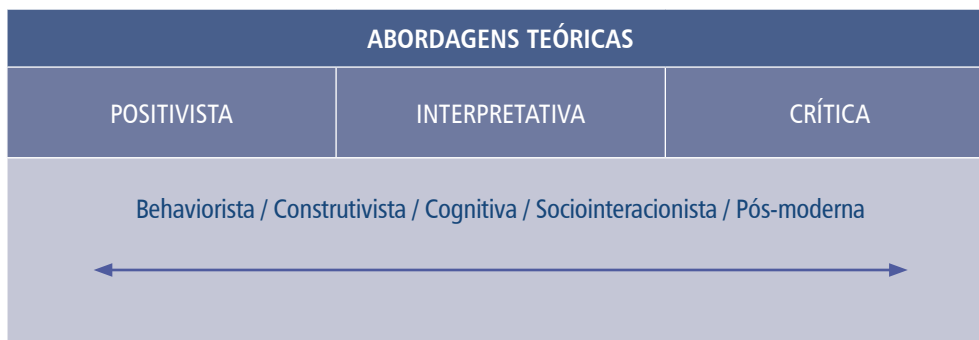 ABORDAGENS TEÓRICAS
POSITIVISTA
INTERPRETATIVA
CRÍTICA
Behaviorista / Construtivista / Cognitiva / Sociointeracionista / Pós-moderna